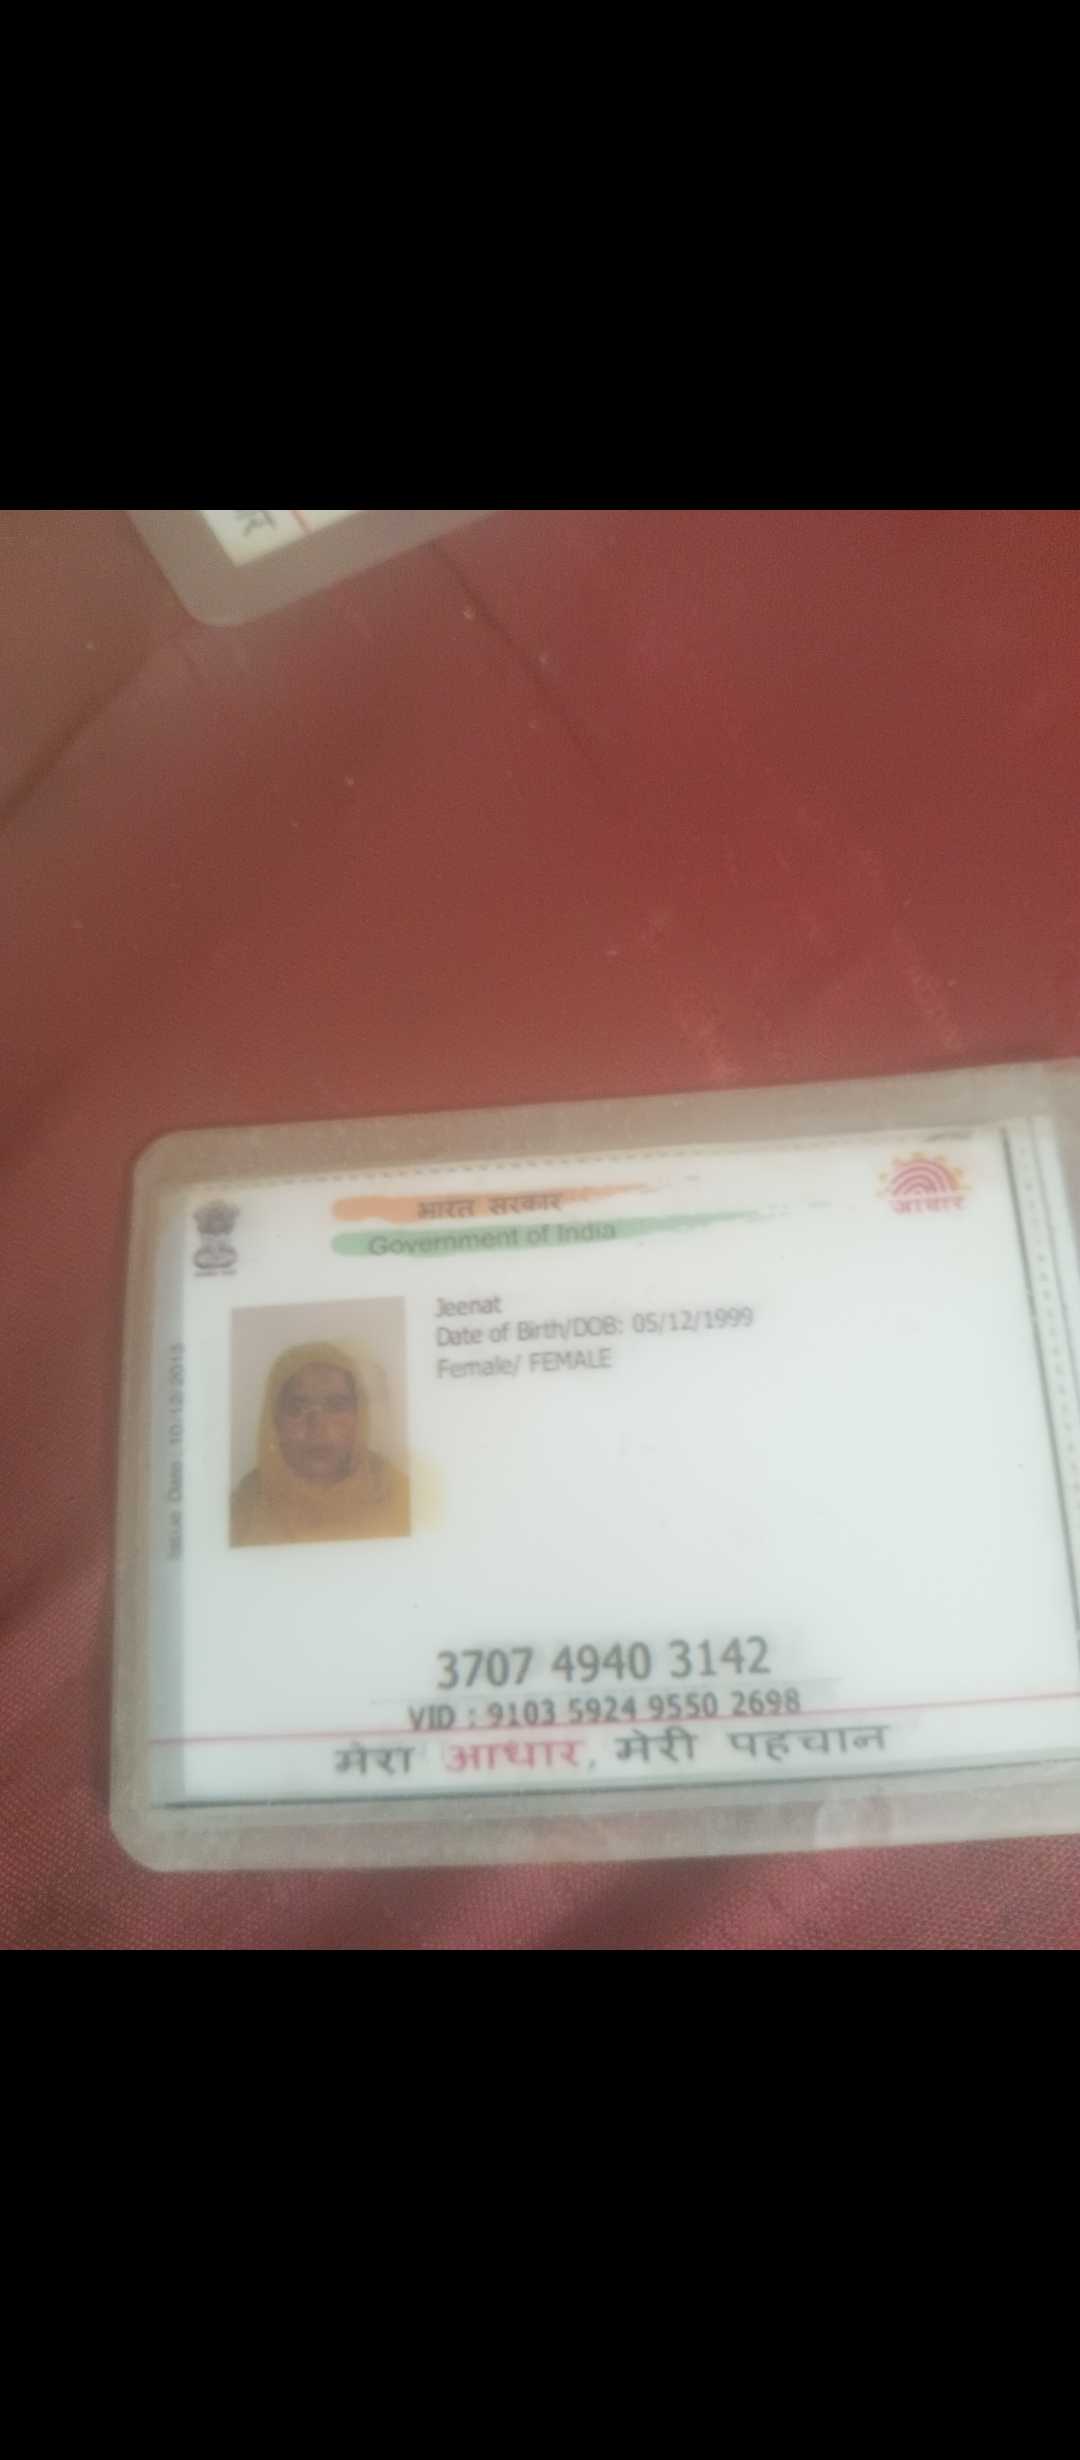 भारत सरकार
Government of India
आधार
Jeenat
Date of Birth/DOB: 05/12/1999
Female/ FEMALE
Issue Date: 10/12/2013
3707 4940 3142
VID : 9103 5924 9550 2698
मेरा आधार, मेरी पहचान